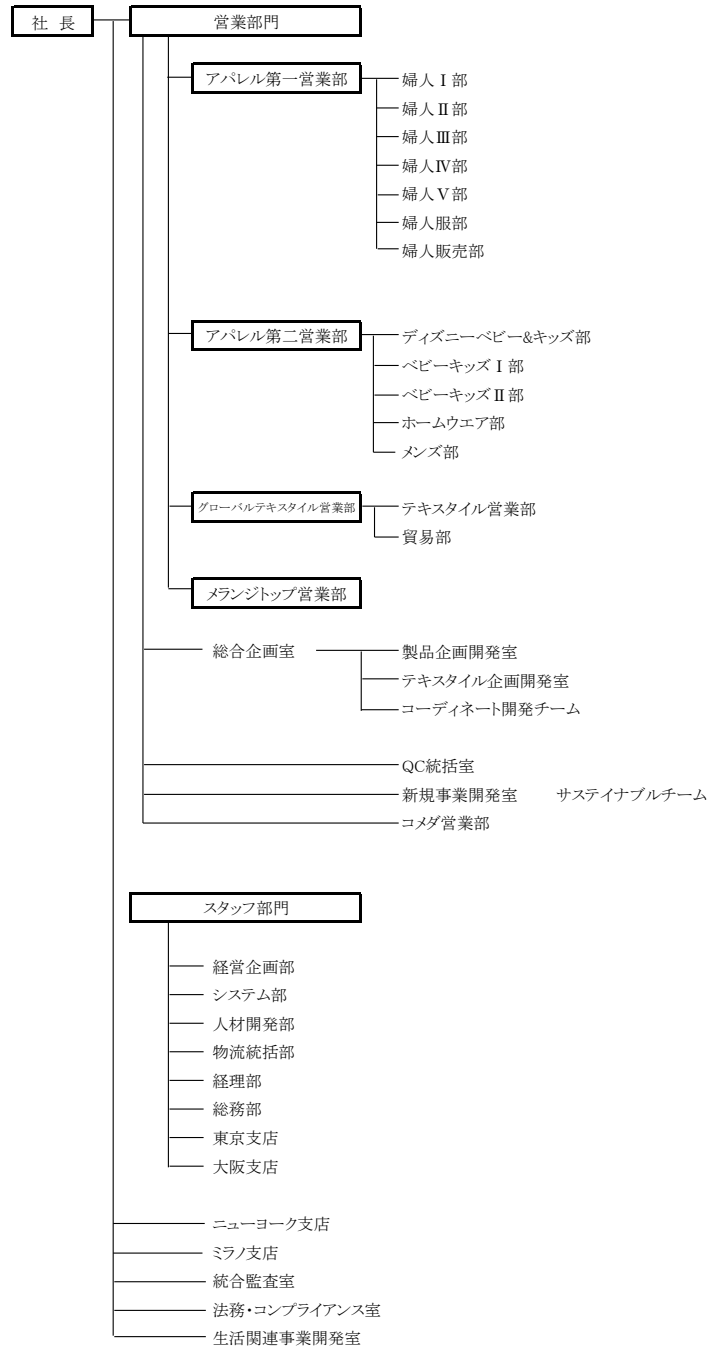 社 長 営業部門
アパレル第一営業部 婦人Ⅰ部
婦人Ⅱ部
婦人Ⅲ部
婦人Ⅳ部
婦人Ⅴ部
婦人服部
婦人販売部
アパレル第二営業部 ディズニーベビー&キッズ部
ベビーキッズⅠ部
ベビーキッズⅡ部
ホームウエア部
メンズ部
グローバルテキスタイル営業部 テキスタイル営業部
貿易部
メランジトップ営業部
総合企画室 製品企画開発室
テキスタイル企画開発室
コーディネート開発チーム
QC統括室
新規事業開発室 サステイナブルチーム
コメダ営業部
スタッフ部門
経営企画部
システム部
人材開発部
物流統括部
経理部
総務部
東京支店
大阪支店
ニューヨーク支店
ミラノ支店
統合監査室
法務・コンプライアンス室
生活関連事業開発室